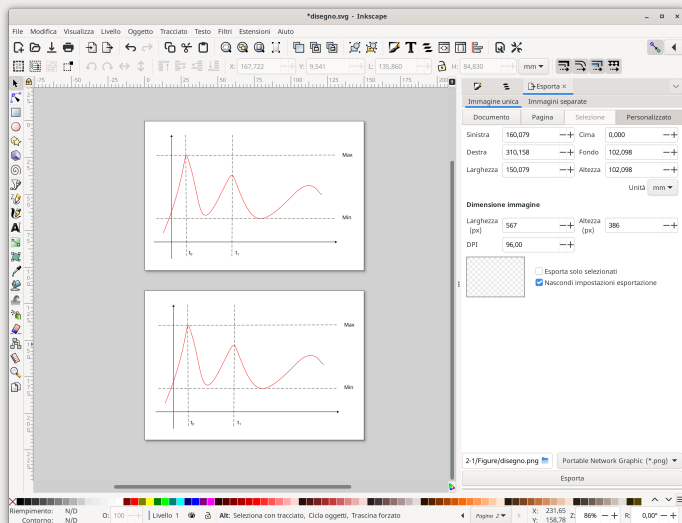 *disegno.svg - Inkscape
File Modifica Visualizza Livello Oggetto Tracciato Testo Filtri Estensioni Aiuto
X: 167,722 Y: 9,541 L: 135,860 H: 84,830 mm
Esporta
Immagine unica Immagini separate
Documento Pagina Selezione Personalizzato
Sinistra 160,079 Cima 0,000
Destra 310,158 Fondo 102,098
Larghezza 150,079 Altezza 102,098
Unità mm
Dimensione immagine
Larghezza (px) 567 Altezza (px) 386
DPI 96,00
Esporta solo selezionati
Nascondi impostazioni esportazione
Max
Min
t₀ t₁
Max
Min
t₀ t₁
2-1/Figure/disegno.png Portable Network Graphic (*.png)
Esporta
Riempimento: N/D
Contorno: N/D
O: 100 Livello 1 Alt: Seleziona con tracciato, Cicla oggetti, Trascina forzato Pagina 2
X: 231,65
Y: 158,78
Z: 86% R: 0,00°